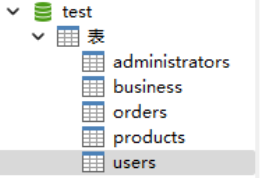 test
表
administrators
business
orders
products
users